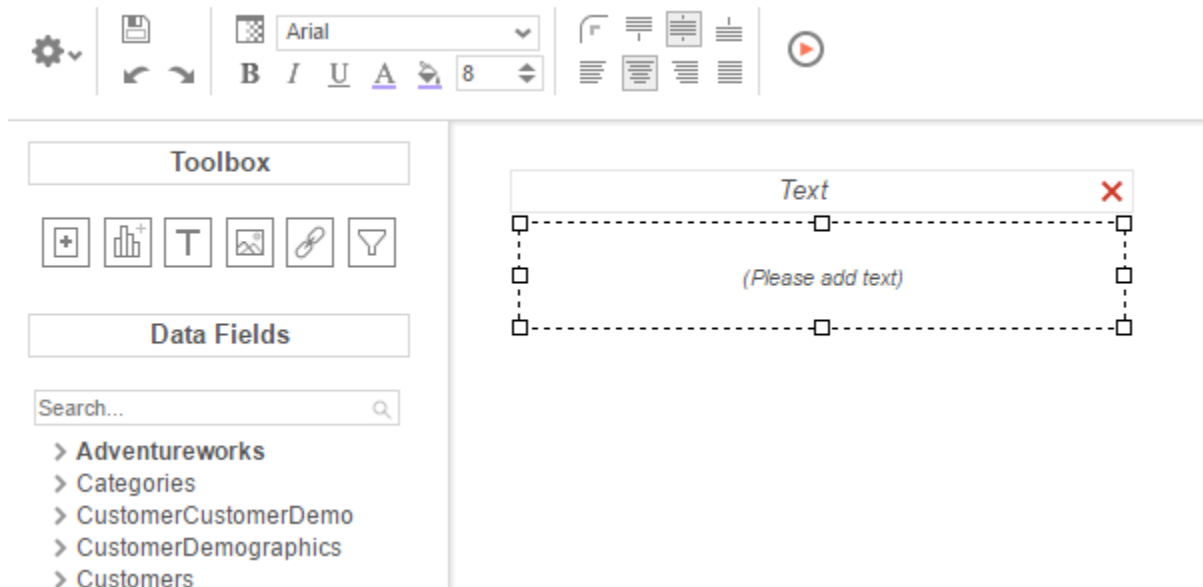 Arial
B I U A 8
Toolbox
T
Data Fields
Search...
Adventureworks
Categories
CustomerCustomerDemo
CustomerDemographics
Customers
Text
(Please add text)